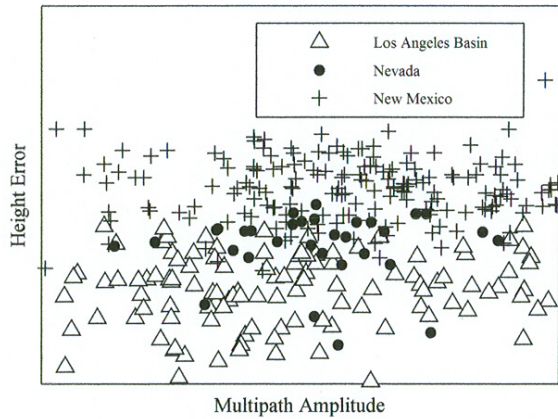 Los Angeles Basin
Nevada
New Mexico
Height Error
Multipath Amplitude